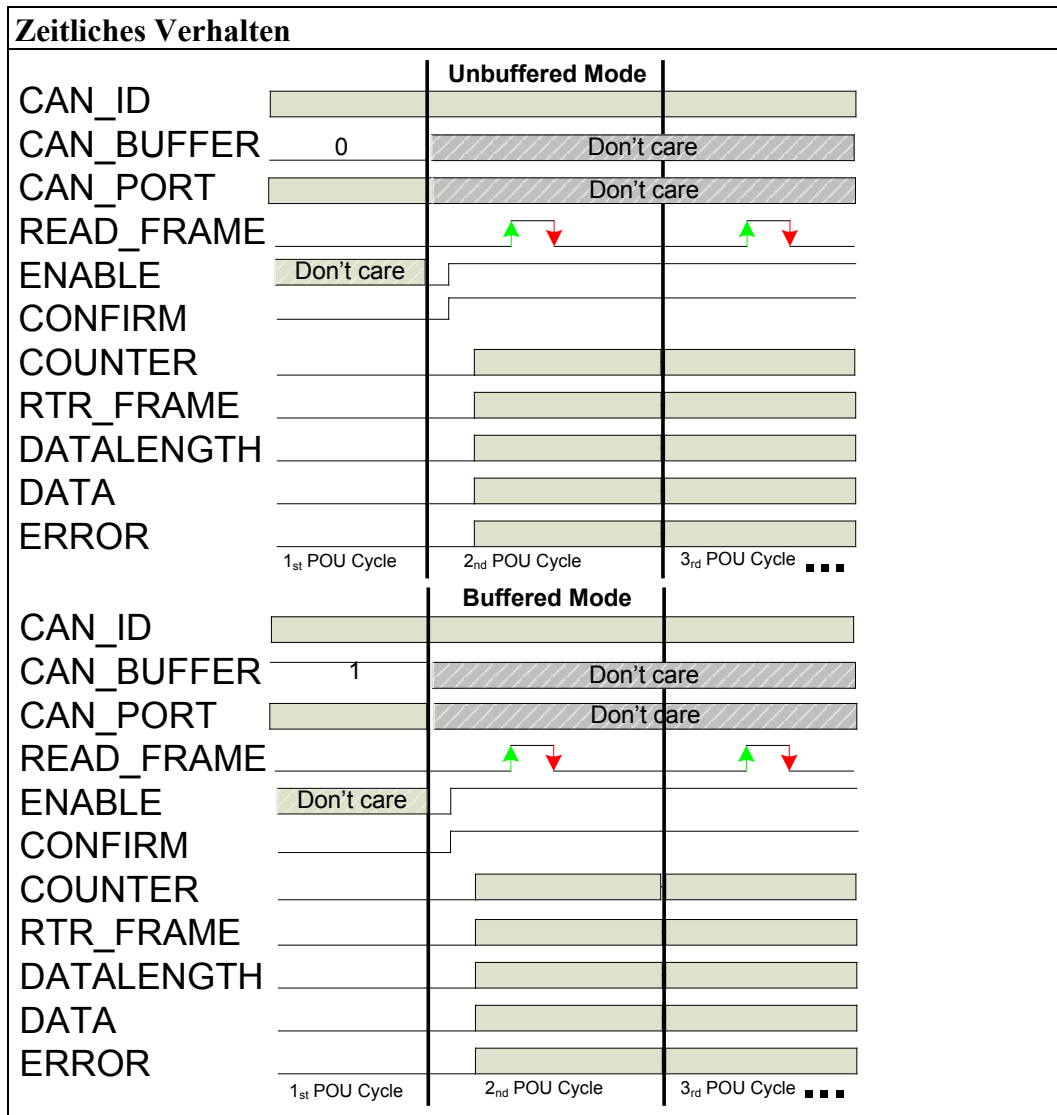 Zeitliches Verhalten
Unbuffered Mode
CAN_ID
CAN_BUFFER 0 Don't care
CAN_PORT Don't care
READ_FRAME
ENABLE Don't care
CONFIRM
COUNTER
RTR_FRAME
DATALENGTH
DATA
ERROR
1st POU Cycle 2nd POU Cycle 3rd POU Cycle ...
Buffered Mode
CAN_ID
CAN_BUFFER 1 Don't care
CAN_PORT Don't care
READ_FRAME
ENABLE Don't care
CONFIRM
COUNTER
RTR_FRAME
DATALENGTH
DATA
ERROR
1st POU Cycle 2nd POU Cycle 3rd POU Cycle ...